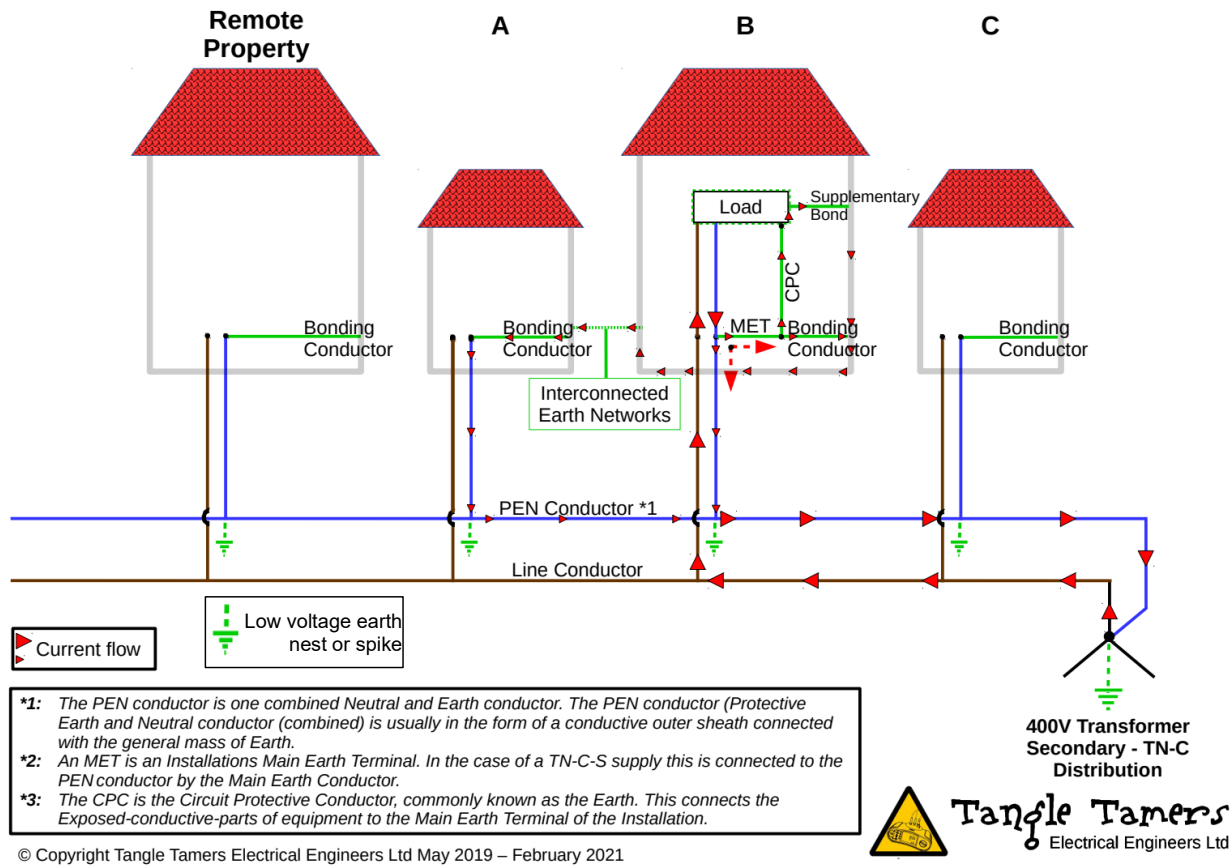 Remote
Property
A
B
C
Load
Supplementary
Bond
CPC
MET
Bonding
Conductor
Bonding
Conductor
Bonding
Conductor
Bonding
Conductor
Interconnected
Earth Networks
PEN Conductor *1
Line Conductor
Low voltage earth
nest or spike
Current flow
*1: The PEN conductor is one combined Neutral and Earth conductor. The PEN conductor (Protective
Earth and Neutral conductor (combined) is usually in the form of a conductive outer sheath connected
with the general mass of Earth.
*2: An MET is an Installations Main Earth Terminal. In the case of a TN-C-S supply this is connected to the
PEN conductor by the Main Earth Conductor.
*3: The CPC is the Circuit Protective Conductor, commonly known as the Earth. This connects the
Exposed-conductive-parts of equipment to the Main Earth Terminal of the Installation.
400V Transformer
Secondary - TN-C
Distribution
Tangle Tamers
Electrical Engineers Ltd
© Copyright Tangle Tamers Electrical Engineers Ltd May 2019 – February 2021